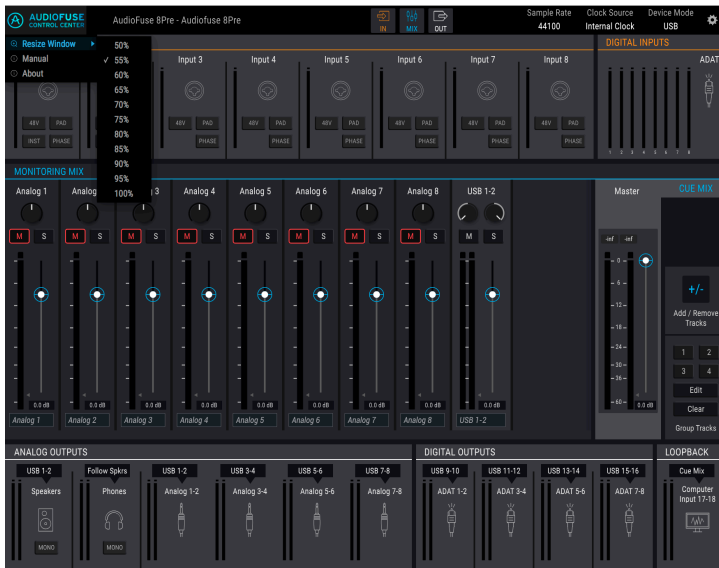 AUDIOFUSE
CONTROL CENTER
AudioFuse 8Pre - Audiofuse 8Pre
IN
MIX
OUT
Sample Rate
44100
Clock Source
Internal Clock
Device Mode
USB
Resize Window
Manual
About
50%
55%
60%
65%
70%
75%
80%
85%
90%
95%
100%
Input 3
Input 4
Input 5
Input 6
Input 7
Input 8
DIGITAL INPUTS
ADAT
48V PAD
48V PAD
48V PAD
48V PAD
48V PAD
48V PAD
48V PAD
INST PHASE
PHASE
PHASE
PHASE
PHASE
PHASE
PHASE
1 2 3 4 5 6 7 8
MONITORING MIX
Analog 1
Analog
3
Analog 4
Analog 5
Analog 6
Analog 7
Analog 8
USB 1-2
Master
CUE MIX
M S
M S
M S
M S
M S
M S
M S
M S
M S
-inf -inf
0
-6
-12
-18
-24
-30
-36
-60
+/-
Add / Remove
Tracks
1 2
3 4
Edit
Clear
Group Tracks
0.0 dB
0.0 dB
0.0 dB
0.0 dB
0.0 dB
0.0 dB
0.0 dB
0.0 dB
0.0 dB
0.0 dB
Analog 1
Analog 2
Analog 3
Analog 4
Analog 5
Analog 6
Analog 7
Analog 8
USB 1-2
ANALOG OUTPUTS
USB 1-2
Speakers
MONO
Follow Spkrs
Phones
MONO
USB 1-2
Analog 1-2
USB 3-4
Analog 3-4
USB 5-6
Analog 5-6
USB 7-8
Analog 7-8
DIGITAL OUTPUTS
USB 9-10
ADAT 1-2
USB 11-12
ADAT 3-4
USB 13-14
ADAT 5-6
USB 15-16
ADAT 7-8
LOOPBACK
Cue Mix
Computer
Input 17-18